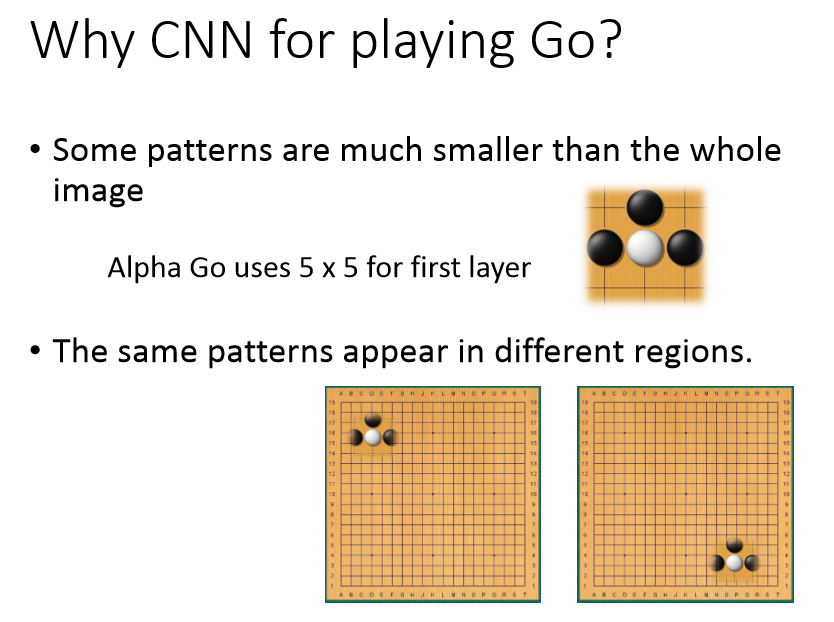 Why CNN for playing Go?
• Some patterns are much smaller than the whole
image
Alpha Go uses 5 x 5 for first layer
• The same patterns appear in different regions.